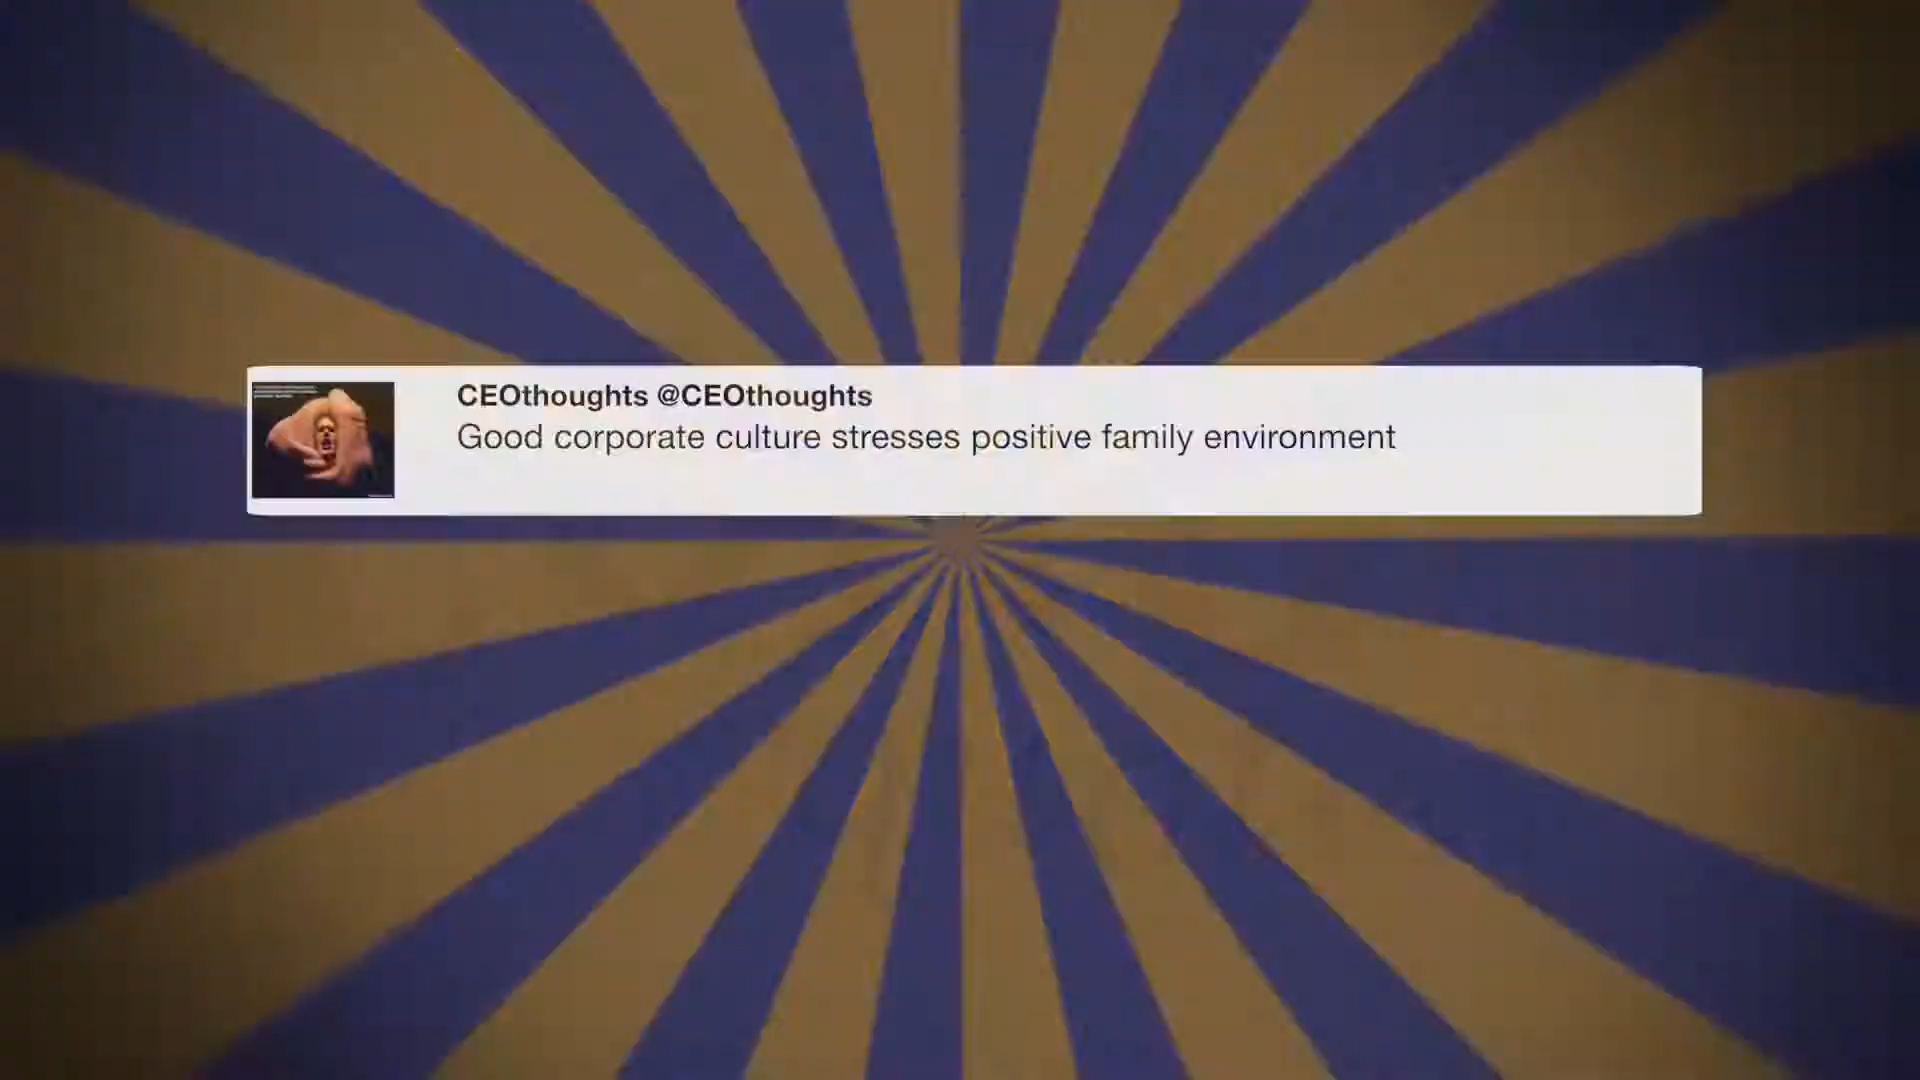 CEOthoughts @CEOthoughts
Good corporate culture stresses positive family environment